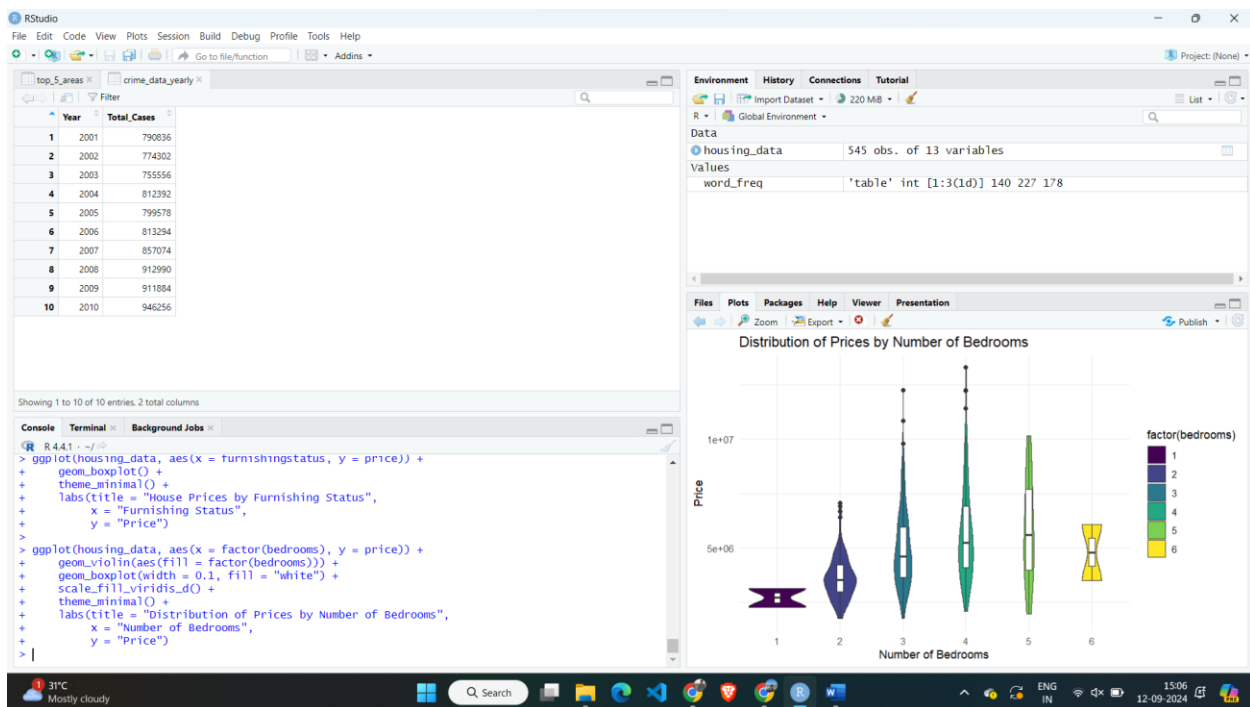 RStudio
File Edit Code View Plots Session Build Debug Profile Tools Help
Go to file/function
Addins
Project: (None)
top_5_areas
crime_data_yearly
Filter
Year Total_Cases
1 2001 790836
2 2002 774302
3 2003 755556
4 2004 812392
5 2005 799578
6 2006 813294
7 2007 857074
8 2008 912990
9 2009 911884
10 2010 946256
Showing 1 to 10 of 10 entries, 2 total columns
Console Terminal Background Jobs
R 4.4.1 · ~/
> ggplot(housing_data, aes(x = furnishingstatus, y = price)) +
+ geom_boxplot() +
+ theme_minimal() +
+ labs(title = "House Prices by Furnishing Status",
+ x = "Furnishing Status",
+ y = "Price")
>
> ggplot(housing_data, aes(x = factor(bedrooms), y = price)) +
+ geom_violin(aes(fill = factor(bedrooms))) +
+ geom_boxplot(width = 0.1, fill = "white") +
+ scale_fill_viridis_d() +
+ theme_minimal() +
+ labs(title = "Distribution of Prices by Number of Bedrooms",
+ x = "Number of Bedrooms",
+ y = "Price")
>
Environment History Connections Tutorial
Import Dataset 220 MiB List
R Global Environment
Data
housing_data 545 obs. of 13 variables
Values
word_freq 'table' int [1:3(1d)] 140 227 178
Files Plots Packages Help Viewer Presentation
Zoom Export Publish
Distribution of Prices by Number of Bedrooms
Price
1e+07
5e+06
1 2 3 4 5 6
Number of Bedrooms
factor(bedrooms)
1
2
3
4
5
6
1
31°C
Mostly cloudy
Search
ENG
IN
15:06
12-09-2024
PRE